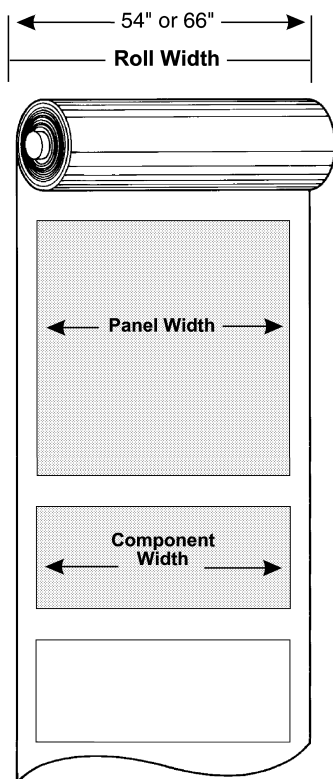 54" or 66"
Roll Width
Panel Width
Component
Width